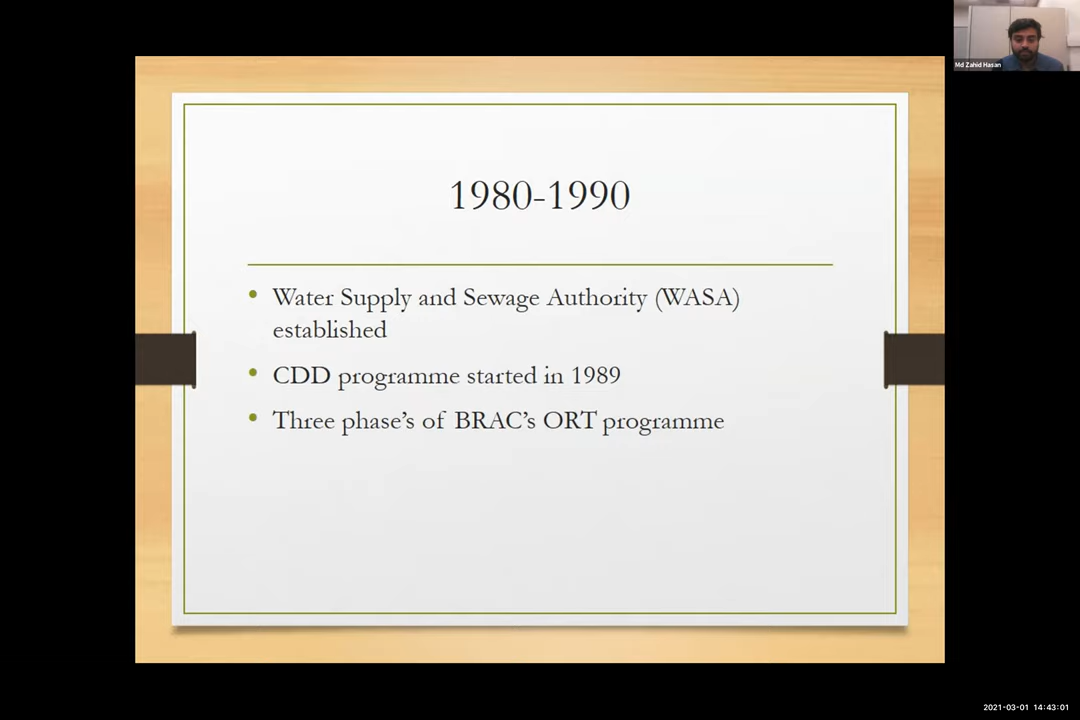 Md Zahid Hasan
1980-1990
• Water Supply and Sewage Authority (WASA)
established
• CDD programme started in 1989
• Three phase’s of BRAC’s ORT programme
2021-03-01 14:43:01